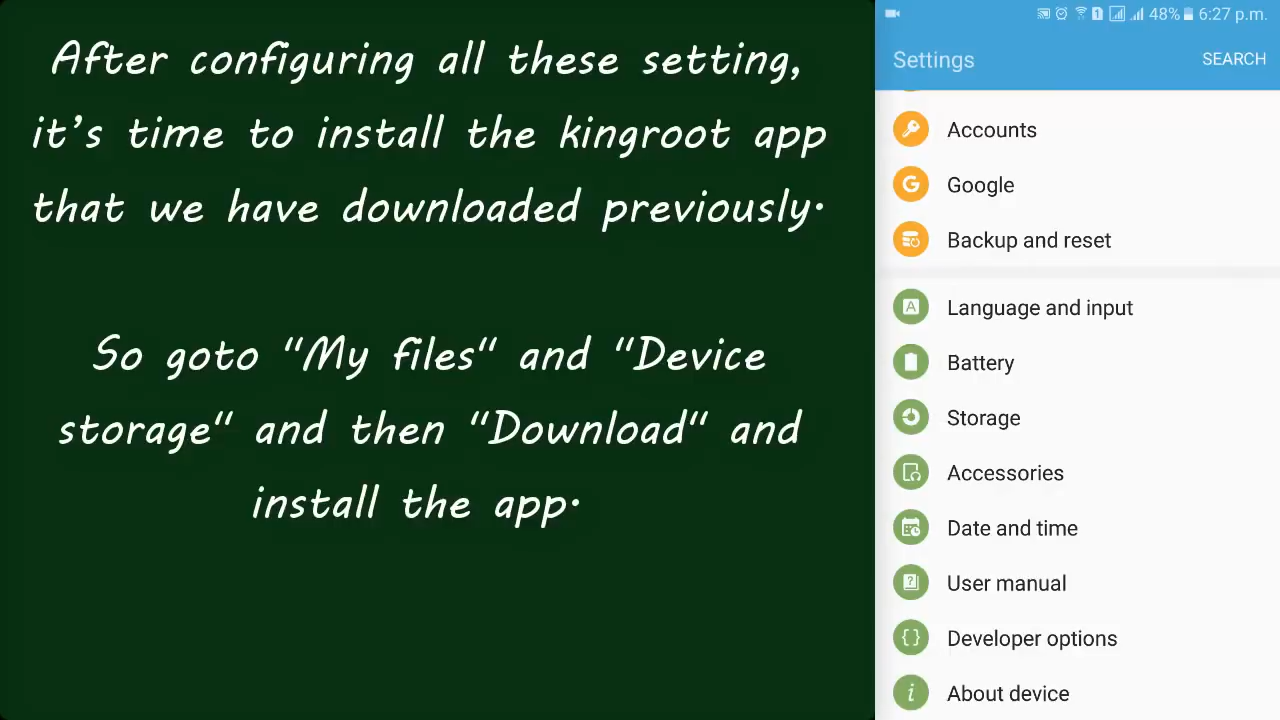 After configuring all these setting,
it's time to install the kingroot app
that we have downloaded previously.
So goto "My files" and "Device
storage" and then "Download" and
install the app.
48% 6:27 p.m.
Settings SEARCH
Accounts
Google
Backup and reset
Language and input
Battery
Storage
Accessories
Date and time
User manual
Developer options
About device